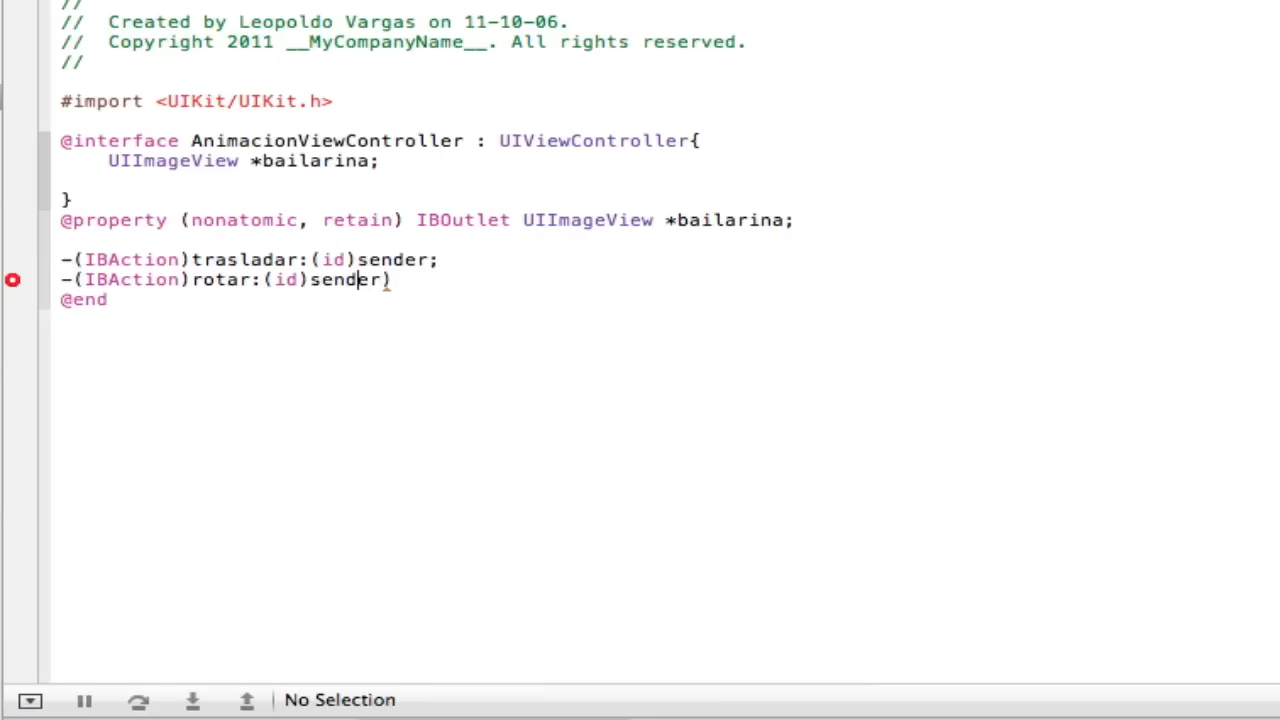 //
//  Created by Leopoldo Vargas on 11-10-06.
//  Copyright 2011 __MyCompanyName__. All rights reserved.
//
#import <UIKit/UIKit.h>
@interface AnimacionViewController : UIViewController{
    UIImageView *bailarina;
}
@property (nonatomic, retain) IBOutlet UIImageView *bailarina;
-(IBAction)trasladar:(id)sender;
-(IBAction)rotar:(id)sender)
@end
No Selection